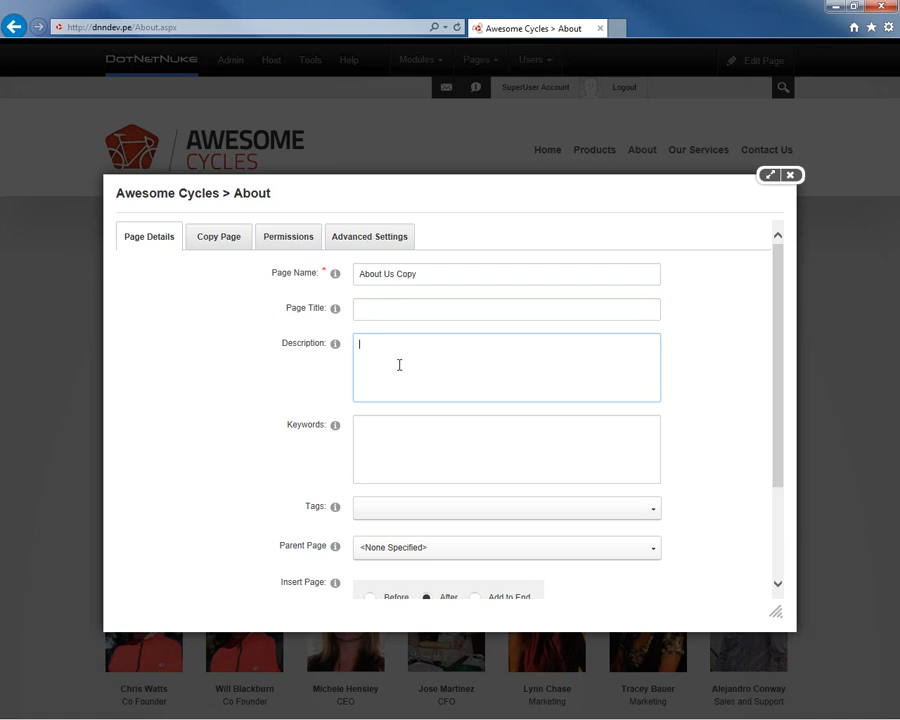 http://dnndev.pe/About.aspx
Awesome Cycles > About
DOTNETNUKE
Admin
Host
Tools
Help
Modules
Pages
Users
Edit Page
SuperUser Account
Logout
AWESOME
CYCLES
Home
Products
About
Our Services
Contact Us
Awesome Cycles > About
Page Details
Copy Page
Permissions
Advanced Settings
Page Name: *
About Us Copy
Page Title:
Description:
Keywords:
Tags:
Parent Page
<None Specified>
Insert Page:
Before
After
Add to End
Chris Watts
Will Blackburn
Michele Hensley
Jose Martinez
Lynn Chase
Tracey Bauer
Alejandro Conway
Co Founder
Co Founder
CEO
CFO
Marketing
Marketing
Sales and Support